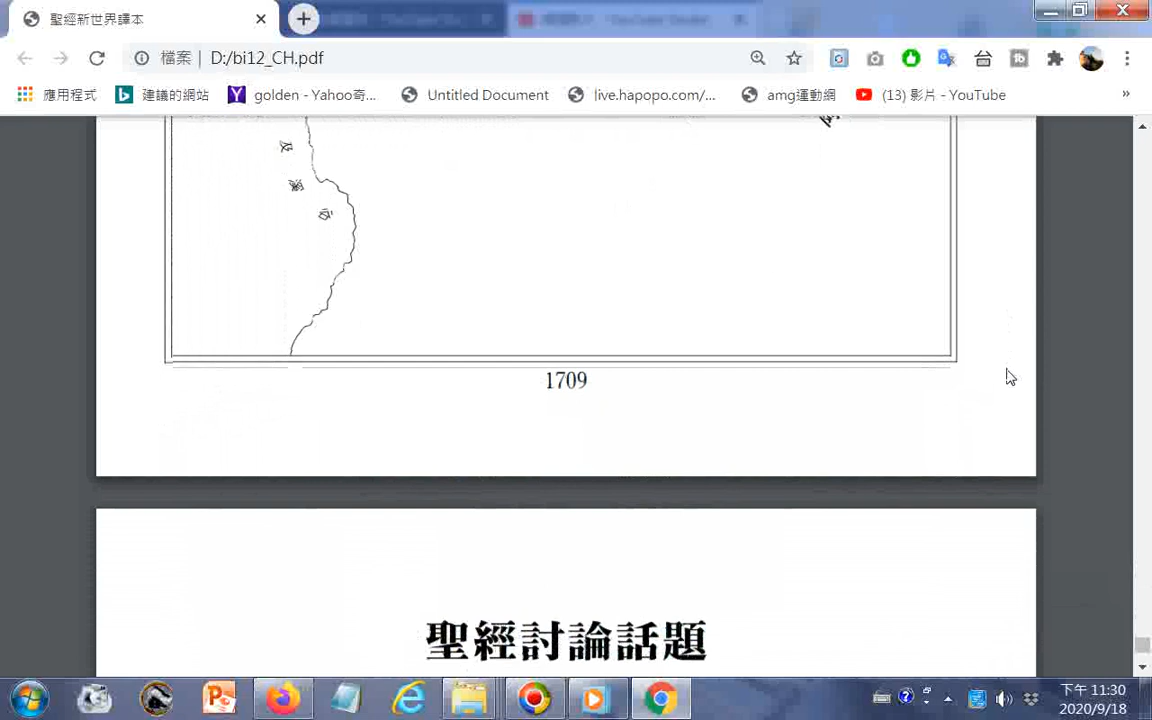 聖經新世界譯本
檔案 | D:/bi12_CH.pdf
應用程式 建議的網站 golden - Yahoo奇... Untitled Document live.hapopo.com/... amg運動網 (13) 影片 - YouTube »
1709
聖經討論話題
下午 11:30
2020/9/18